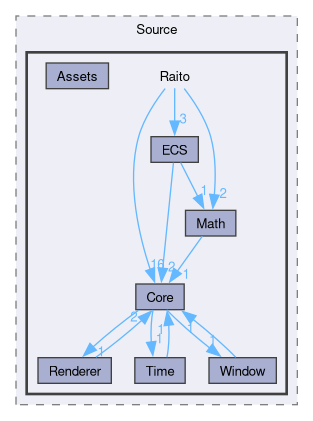 Source
Assets
Raito
3
ECS
1
2
Math
16
2
1
Core
2
1
1
1
1
1
Renderer
Time
Window